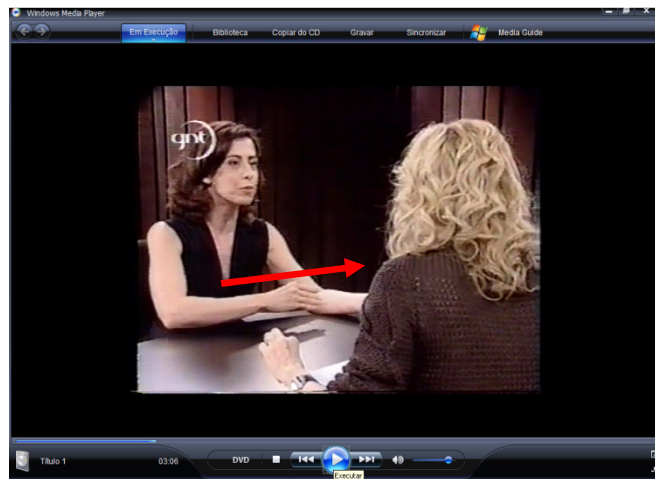 Windows Media Player
Em Execução Biblioteca Copiar do CD Gravar Sincronizar Media Guide
gnt
Título 1 03:06 DVD
Executar